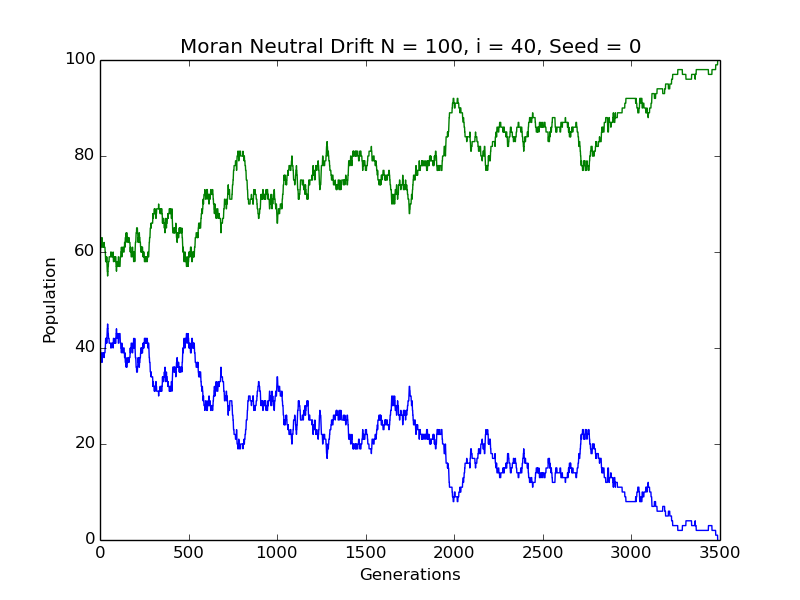 Moran Neutral Drift N = 100, i = 40, Seed = 0
100
80
60
40
20
0
Population
0 500 1000 1500 2000 2500 3000 3500
Generations